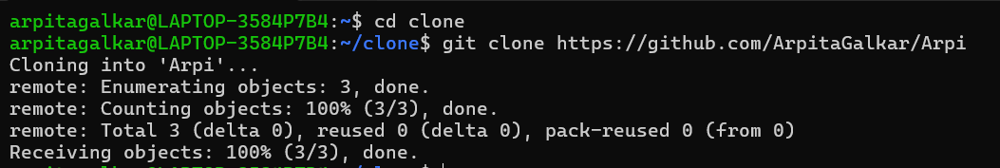 arpitagalkar@LAPTOP-3584P7B4:~$ cd clone
arpitagalkar@LAPTOP-3584P7B4:~/clone$ git clone https://github.com/ArpitaGalkar/Arpi
Cloning into 'Arpi'...
remote: Enumerating objects: 3, done.
remote: Counting objects: 100% (3/3), done.
remote: Total 3 (delta 0), reused 0 (delta 0), pack-reused 0 (from 0)
Receiving objects: 100% (3/3), done.